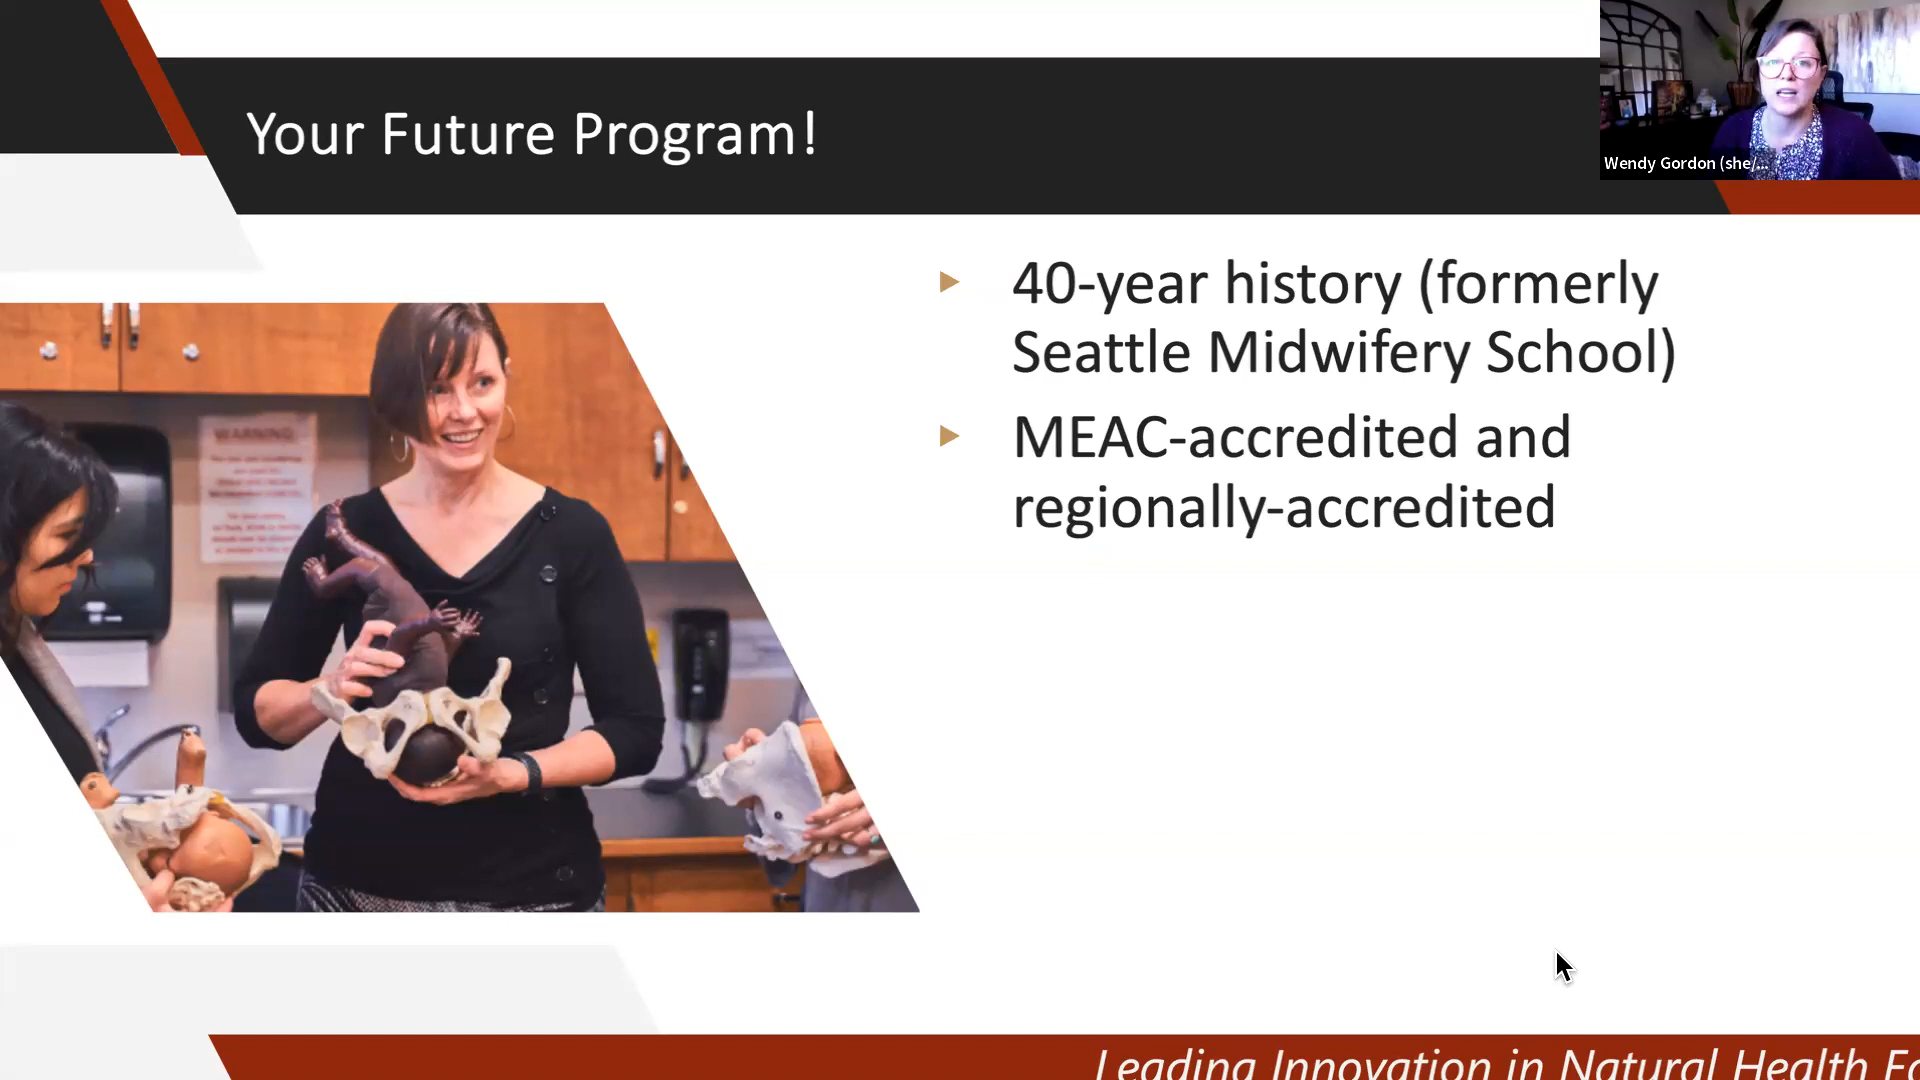 Your Future Program!
Wendy Gordon (she/...
40-year history (formerly
Seattle Midwifery School)
MEAC-accredited and
regionally-accredited
WARNING
Leading Innovation in Natural Health